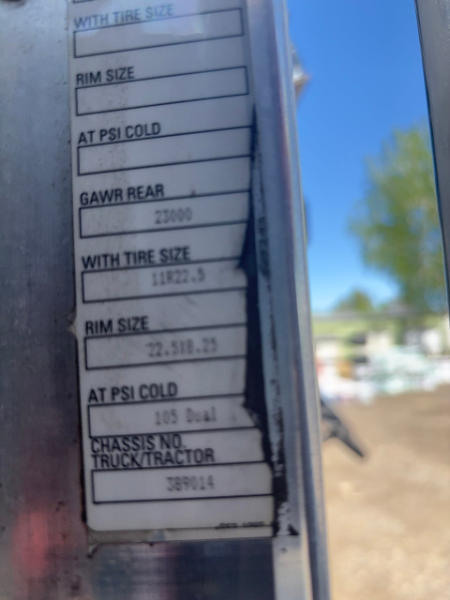 WITH TIRE SIZE
RIM SIZE
AT PSI COLD
GAWR REAR
23000
WITH TIRE SIZE
11R22.5
RIM SIZE
22.5X8.25
AT PSI COLD
105 Dual
CHASSIS NO.
TRUCK/TRACTOR
389014